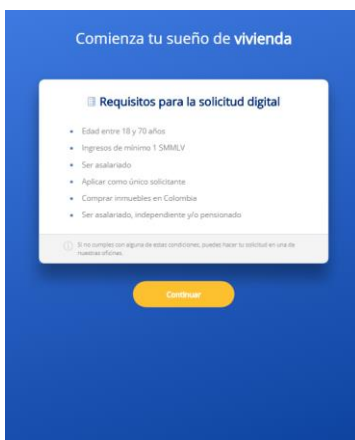 Comienza tu sueño de vivienda
Requisitos para la solicitud digital
Edad entre 18 y 70 años
Ingresos de mínimo 1 SMMLV
Ser asalariado
Aplicar como único solicitante
Comprar inmuebles en Colombia
Ser asalariado, independiente y/o pensionado
Si no cumples con alguna de estas condiciones, puedes hacer tu solicitud en una de
nuestras oficinas.
Continuar